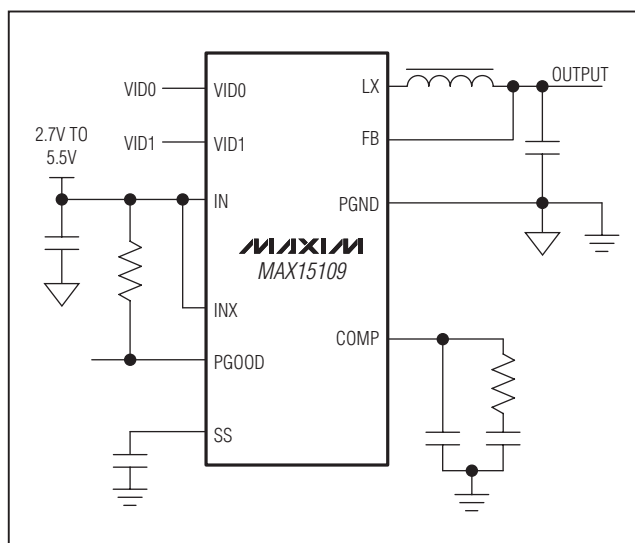 VID0
VID0
LX
OUTPUT
VID1
VID1
FB
2.7V TO
5.5V
IN
PGND
MAXIM
MAX15109
INX
COMP
PGOOD
SS